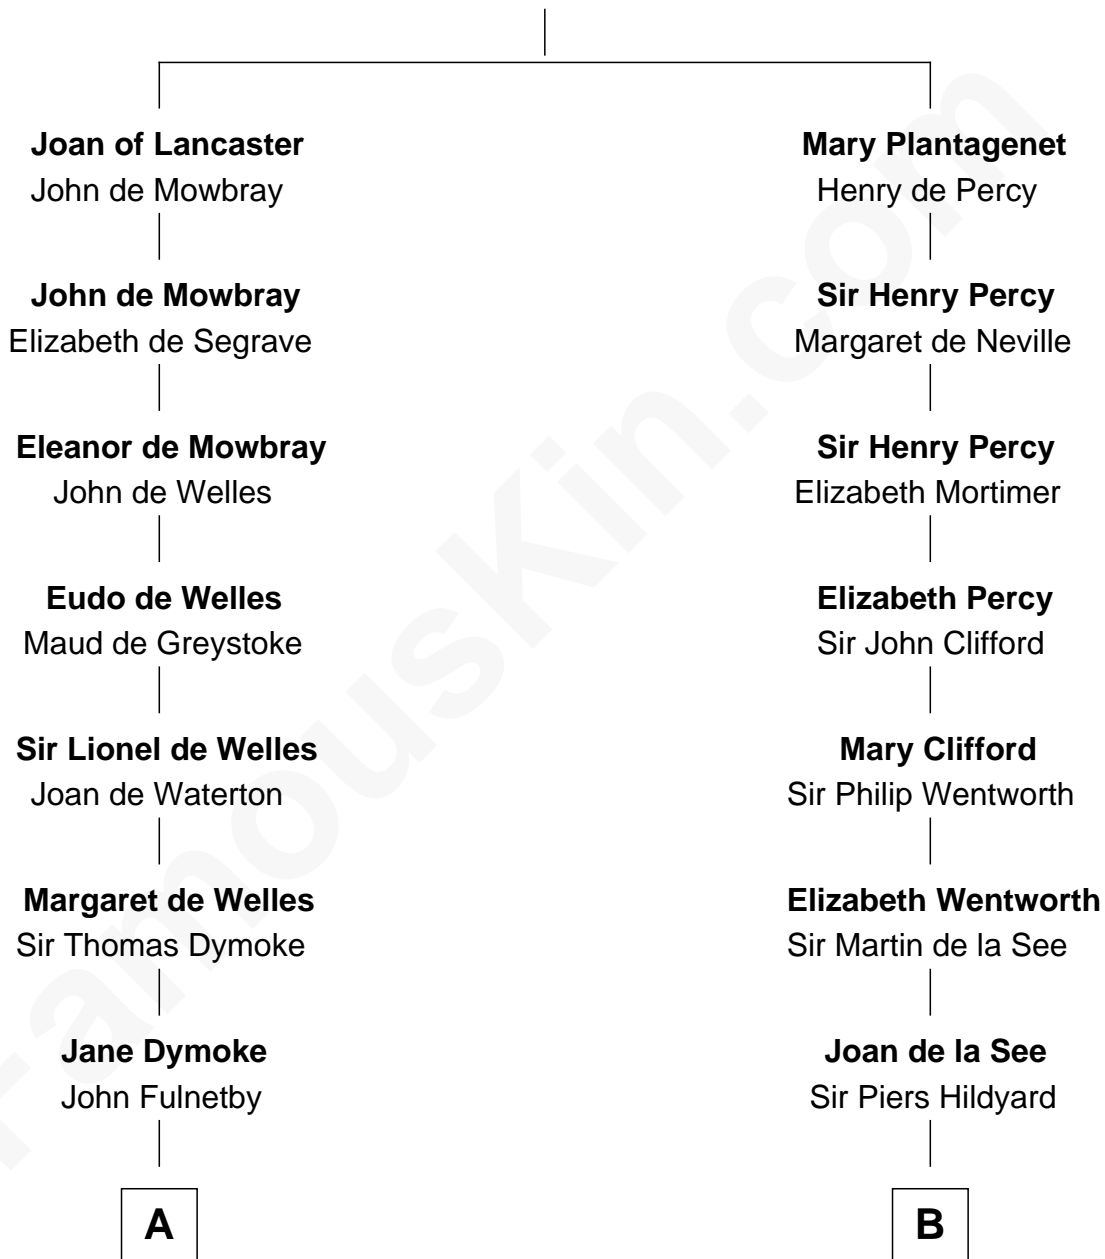 Joan of Lancaster
John de Mowbray
John de Mowbray
Elizabeth de Segrave
Eleanor de Mowbray
John de Welles
Eudo de Welles
Maud de Greystoke
Sir Lionel de Welles
Joan de Waterton
Margaret de Welles
Sir Thomas Dymoke
Jane Dymoke
John Fulnetby
A
Mary Plantagenet
Henry de Percy
Sir Henry Percy
Margaret de Neville
Sir Henry Percy
Elizabeth Mortimer
Elizabeth Percy
Sir John Clifford
Mary Clifford
Sir Philip Wentworth
Elizabeth Wentworth
Sir Martin de la See
Joan de la See
Sir Piers Hildyard
B
FamousKin.com